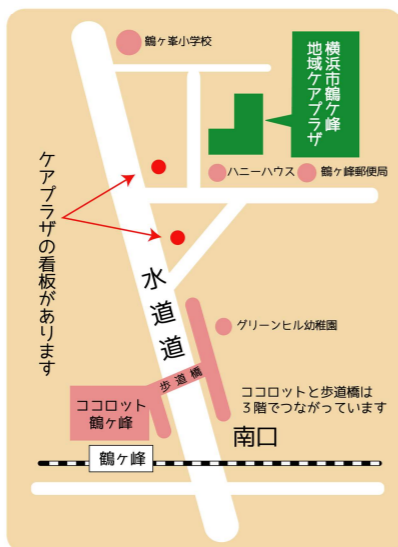 鶴ヶ峯小学校
横浜市鶴ケ峰
地域ケアプラザ
ハニーハウス
鶴ヶ峰郵便局
ケアプラザの看板があります
水道道
グリーンヒル幼稚園
歩道橋
ココロット
鶴ヶ峰
ココロットと歩道橋は
3階でつながっています
南口
鶴ヶ峰